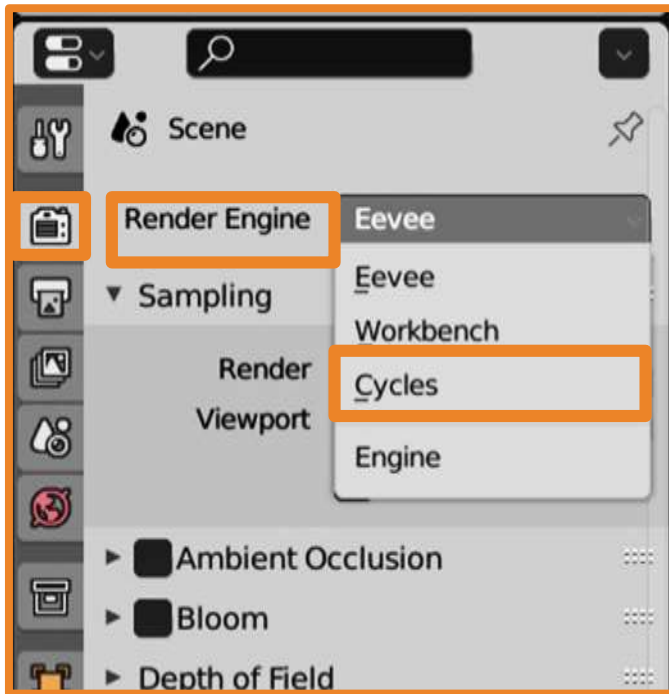 Scene
Render Engine
Eevee
Eevee
Sampling
Workbench
Render
Cycles
Viewport
Engine
Ambient Occlusion
Bloom
Depth of Field